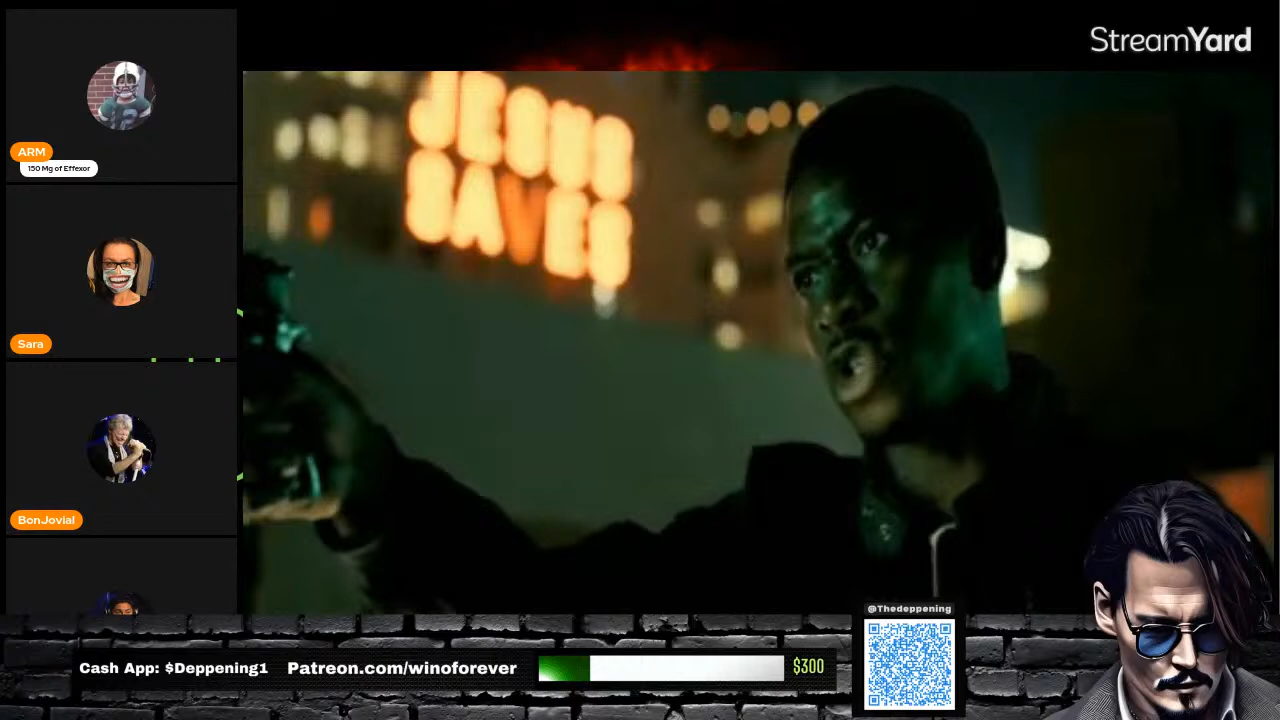 StreamYard
ARM
150 Mg of Effexor
Sara
BonJovial
JESUS
SAVES
@Thedeppening
Cash App: $Deppening1 Patreon.com/winoforever $300